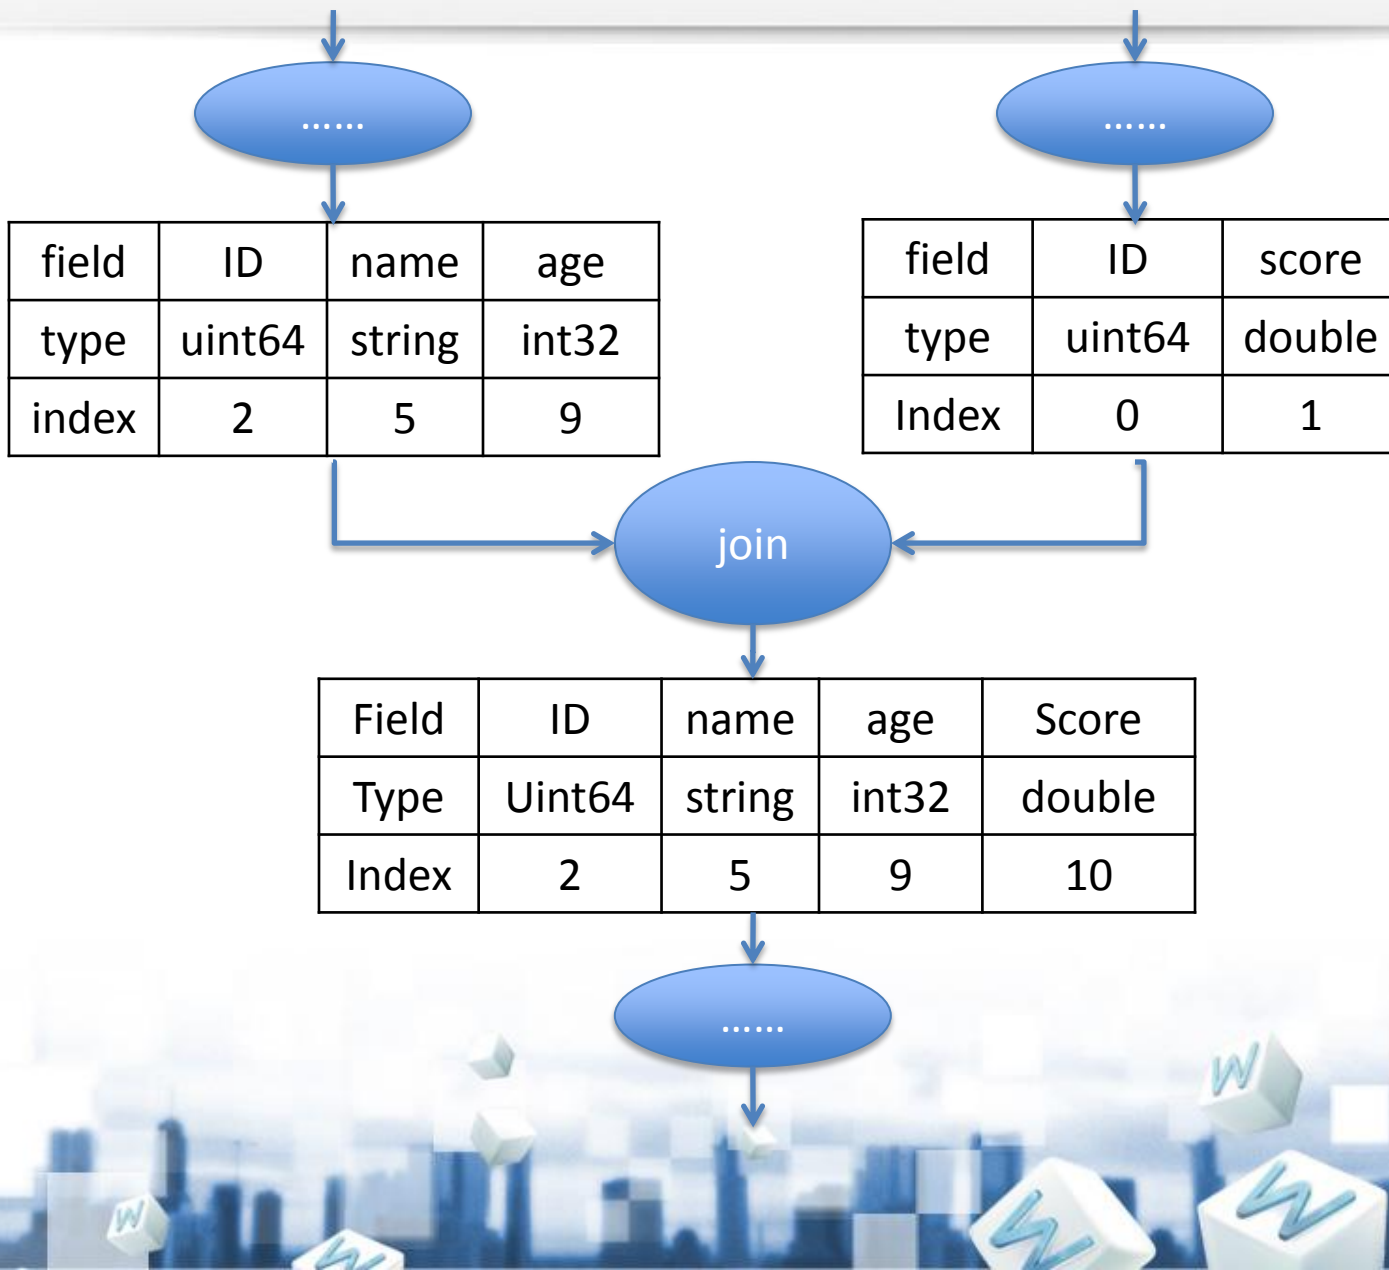 ......
......
field ID name age
type uint64 string int32
index 2 5 9
field ID score
type uint64 double
Index 0 1
join
Field ID name age Score
Type Uint64 string int32 double
Index 2 5 9 10
......
W
W
W
W
W